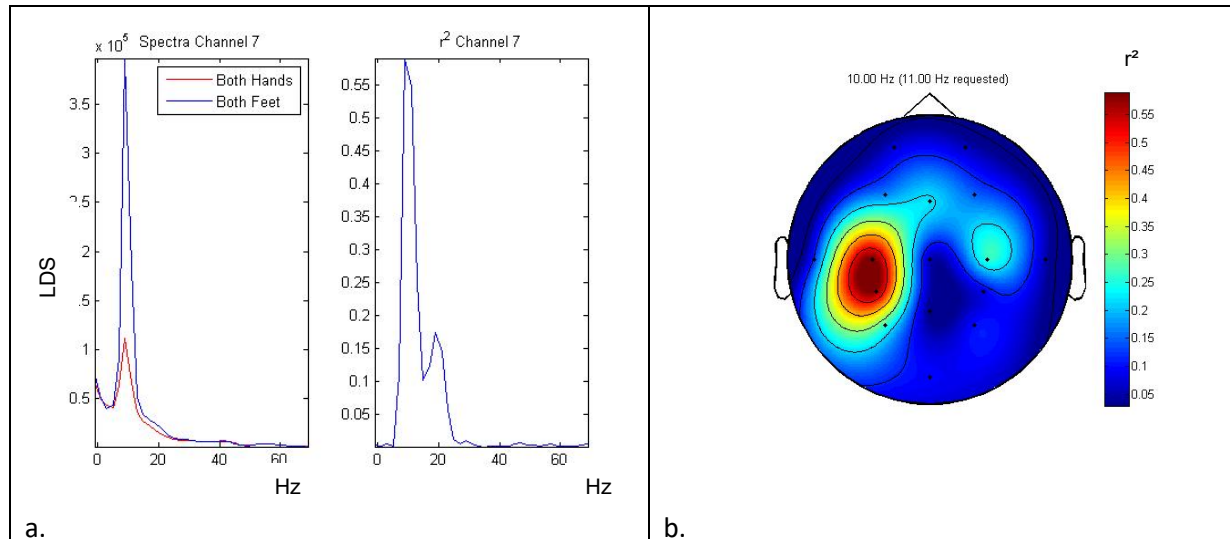 x 10⁵ Spectra Channel 7
Both Hands
Both Feet
3.5
3
2.5
2
.5
1
0.5
LDS
0 20 40 60
Hz
r² Channel 7
0.55
0.5
0.45
0.4
0.35
0.3
0.25
0.2
0.15
0.1
0.05
0 20 40 60
Hz
a.
r²
10.00 Hz (11.00 Hz requested)
0.55
0.5
0.45
0.4
0.35
0.3
0.25
0.2
0.15
0.1
0.05
b.